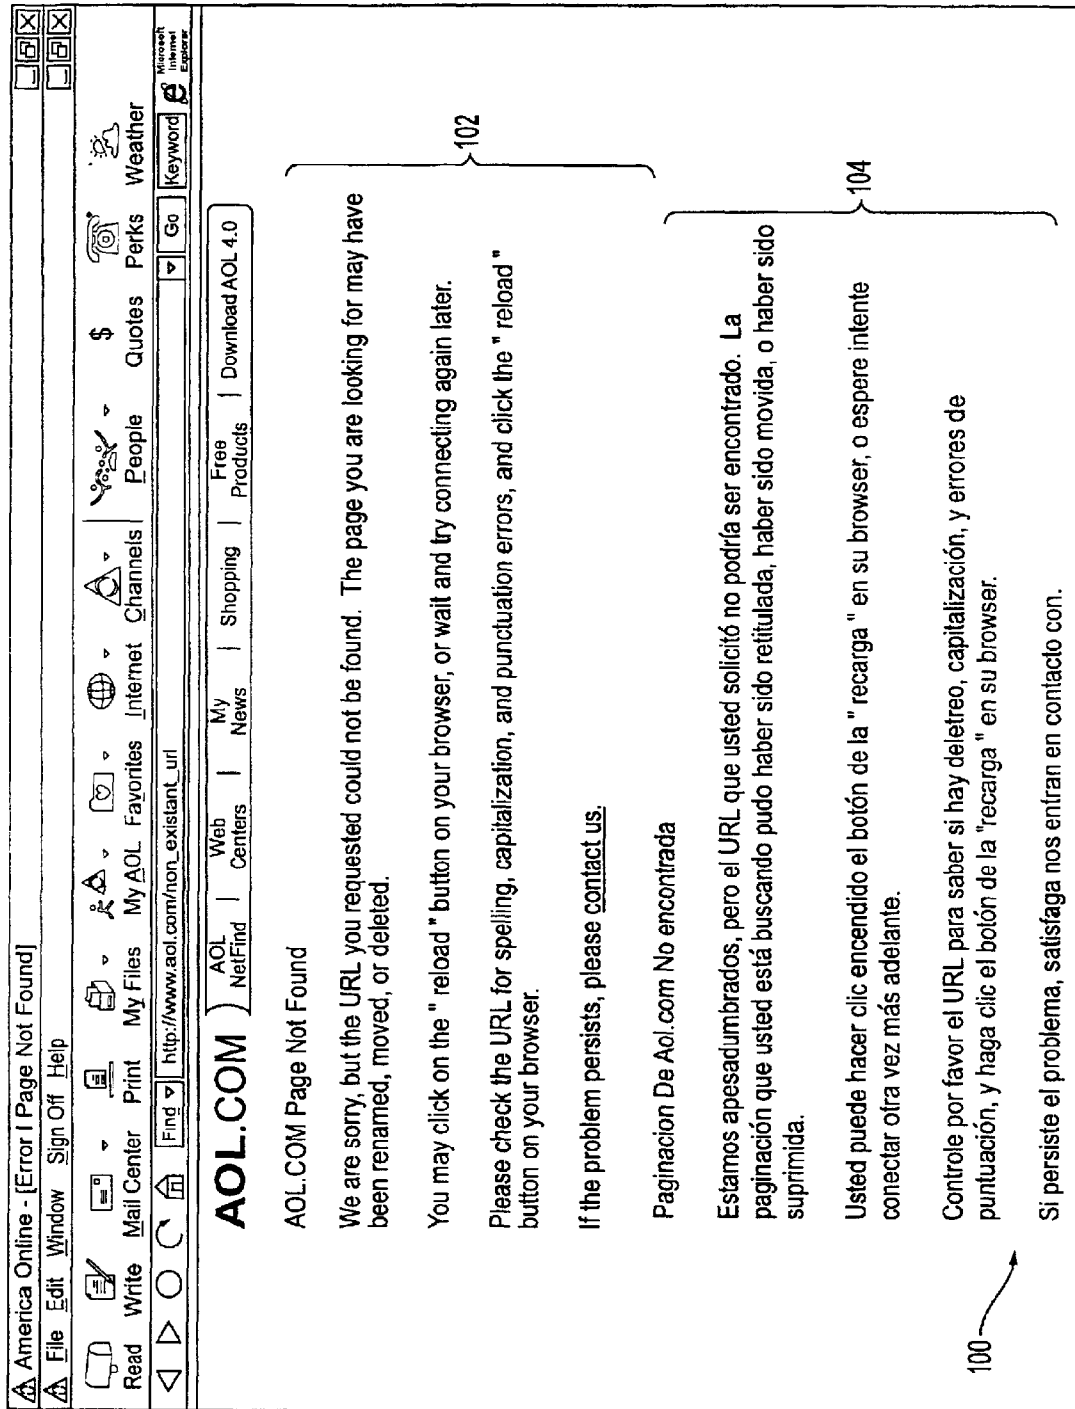 America Online - [Error I Page Not Found]
File Edit Window Sign Off Help
Read Write Mail Center Print My Files My AOL Favorites Internet Channels People Quotes Perks Weather
Find http://www.aol.com/non_existant_url Go Keyword Microsoft Internet Explorer
AOL.COM AOL NetFind | Web Centers | My News | Shopping | Free Products | Download AOL 4.0
AOL.COM Page Not Found
We are sorry, but the URL you requested could not be found. The page you are looking for may have
been renamed, moved, or deleted.
You may click on the " reload " button on your browser, or wait and try connecting again later.
Please check the URL for spelling, capitalization, and punctuation errors, and click the " reload "
button on your browser.
If the problem persists, please contact us.
102
Paginacion De Aol.com No encontrada
Estamos apesadumbrados, pero el URL que usted solicitó no podría ser encontrado. La
paginación que usted está buscando pudo haber sido retitulada, haber sido movida, o haber sido
suprimida.
Usted puede hacer clic encendido el botón de la " recarga " en su browser, o espere intente
conectar otra vez más adelante.
Controle por favor el URL para saber si hay deletreo, capitalización, y errores de
puntuación, y haga clic el botón de la "recarga " en su browser.
Si persiste el problema, satisfaga nos entran en contacto con.
104
100